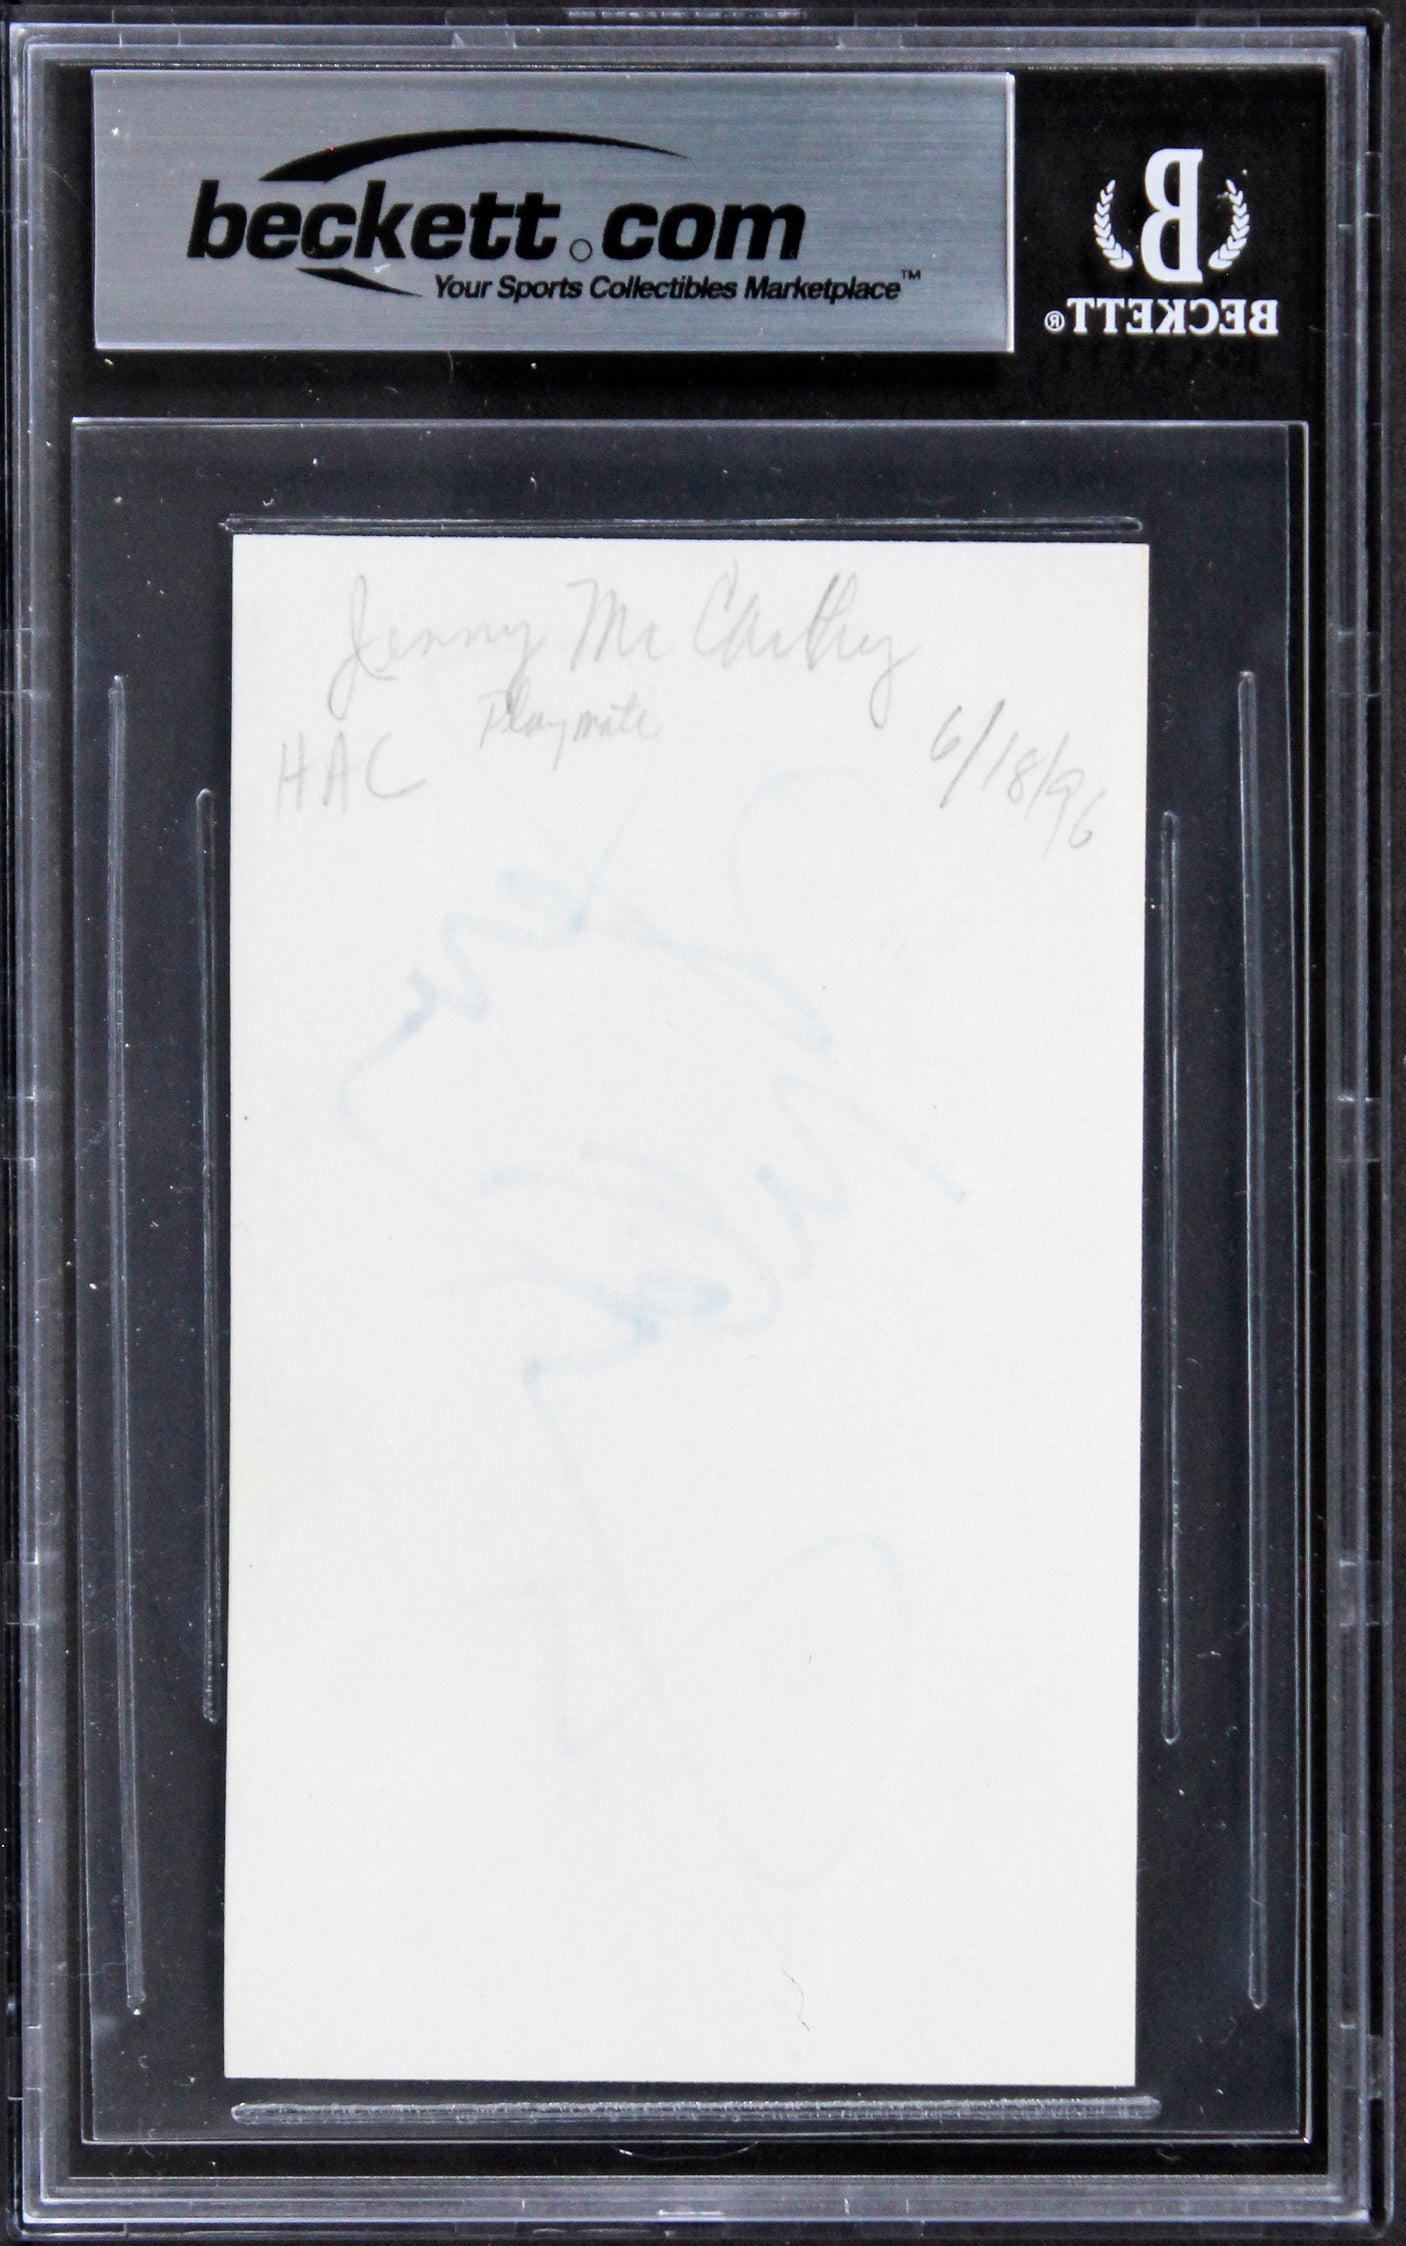 beckett.com
Your Sports Collectibles Marketplace™
B
BECKETT®
Jenny McCarthy
Playmate
HAC
6/18/96